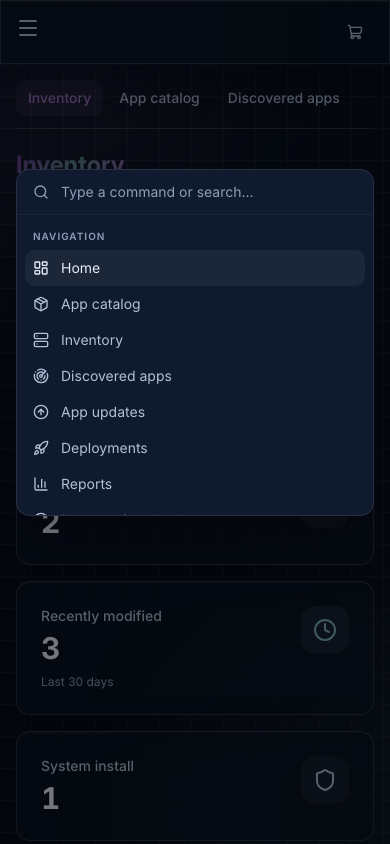 Inventory
App catalog
Discovered apps
Inventory
Type a command or search...
NAVIGATION
Home
App catalog
Inventory
Discovered apps
App updates
Deployments
Reports
2
Recently modified
3
Last 30 days
System install
1